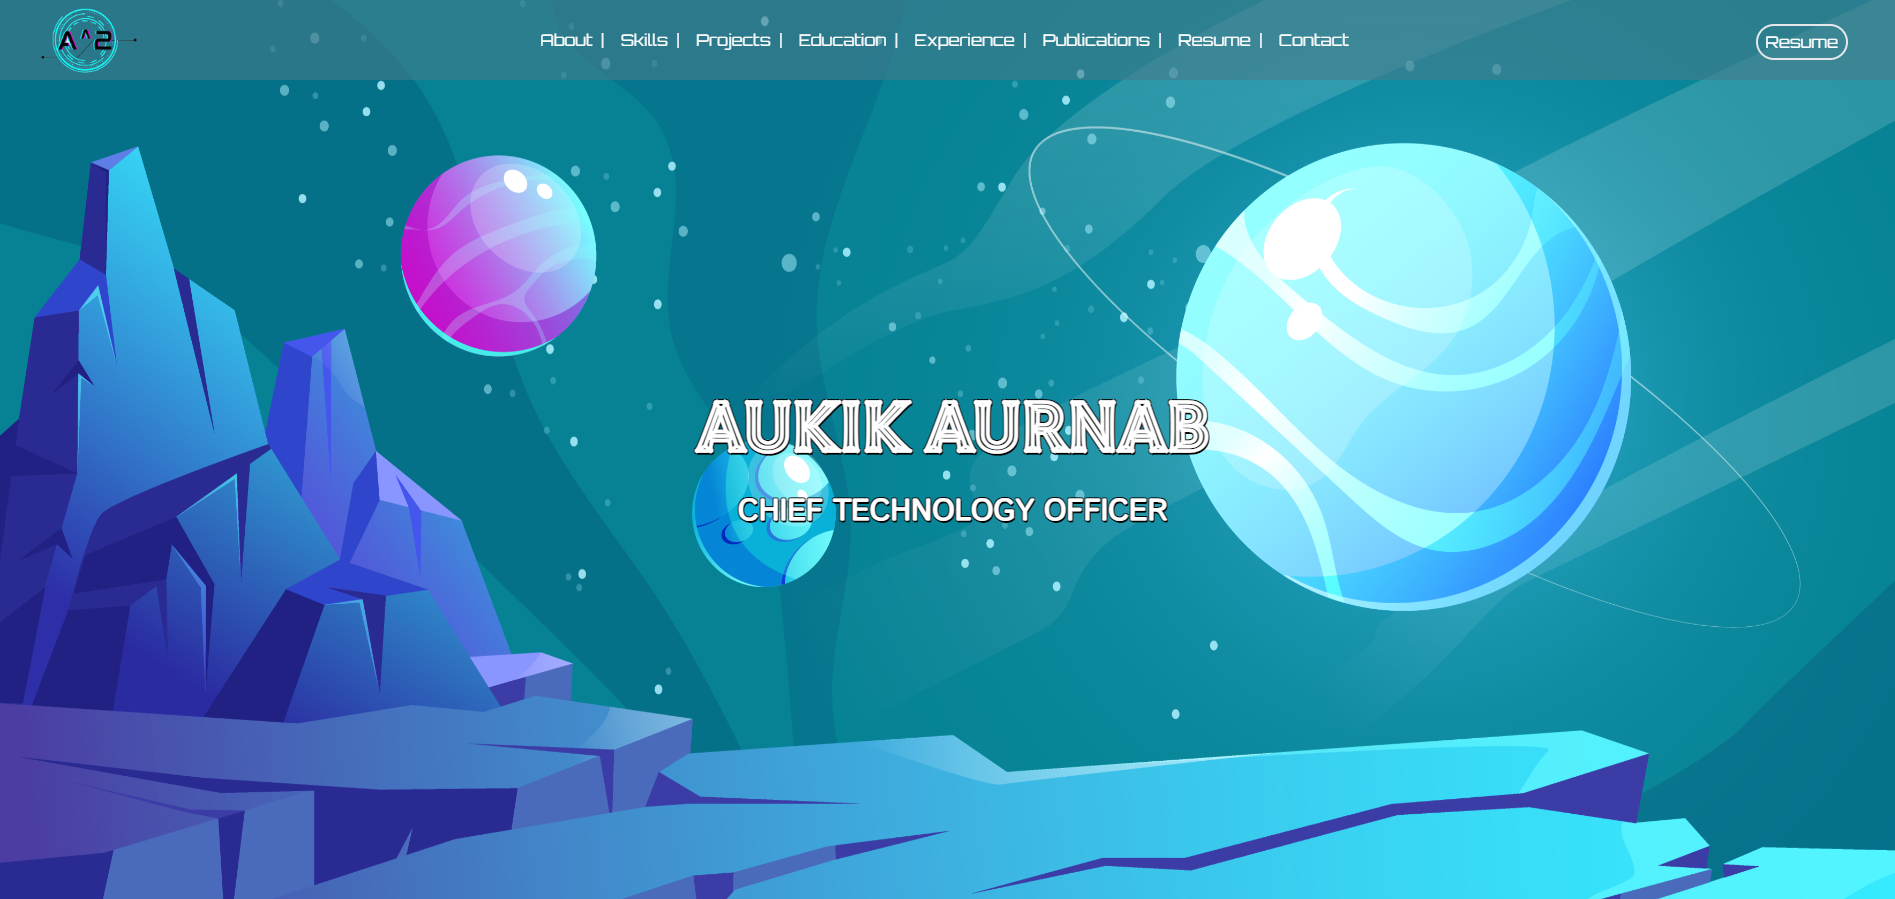 A^2
About | Skills | Projects | Education | Experience | Publications | Resume | Contact
Resume
AUKIK AURNAB
CHIEF TECHNOLOGY OFFICER